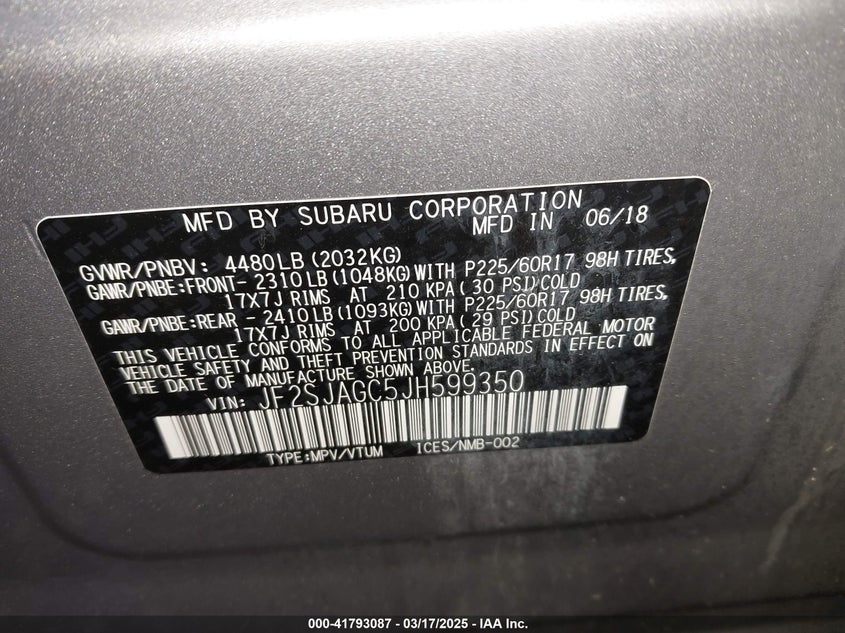 MFD BY SUBARU CORPORATION
MFD IN 06/18
GVWR/PNBV: 4480LB (2032KG)
GAWR/PNBE:FRONT- 2310LB (1048KG) WITH P225/60R17 98H TIRES,
17X7J RIMS AT 210 KPA ( 30 PSI) COLD
GAWR/PNBE:REAR - 2410LB (1093KG) WITH P225/60R17 98H TIRES,
17X7J RIMS AT 200 KPA ( 29 PSI) COLD
THIS VEHICLE CONFORMS TO ALL APPLICABLE FEDERAL MOTOR
VEHICLE SAFETY AND THEFT PREVENTION STANDARDS IN EFFECT ON
THE DATE OF MANUFACTURE SHOWN ABOVE.
VIN: JF2SJAGC5JH599350
TYPE:MPV/VTUM ICES/NMB-002
000-41793087 - 03/17/2025 - IAA Inc.